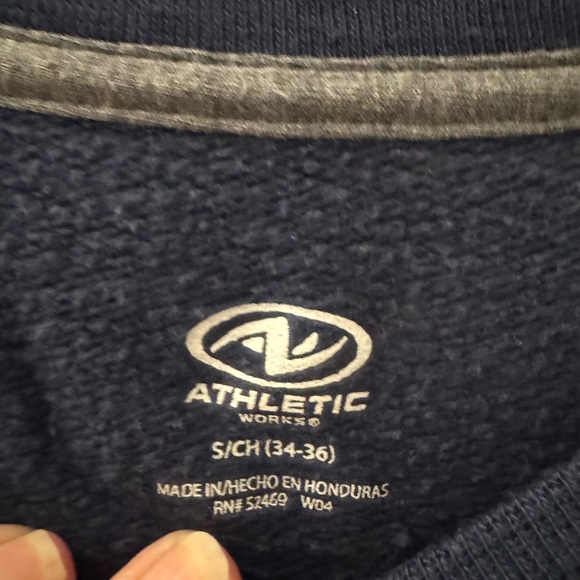 ATHLETIC
WORKS®
S/CH (34-36)
MADE IN/HECHO EN HONDURAS
RN# 52469 W04